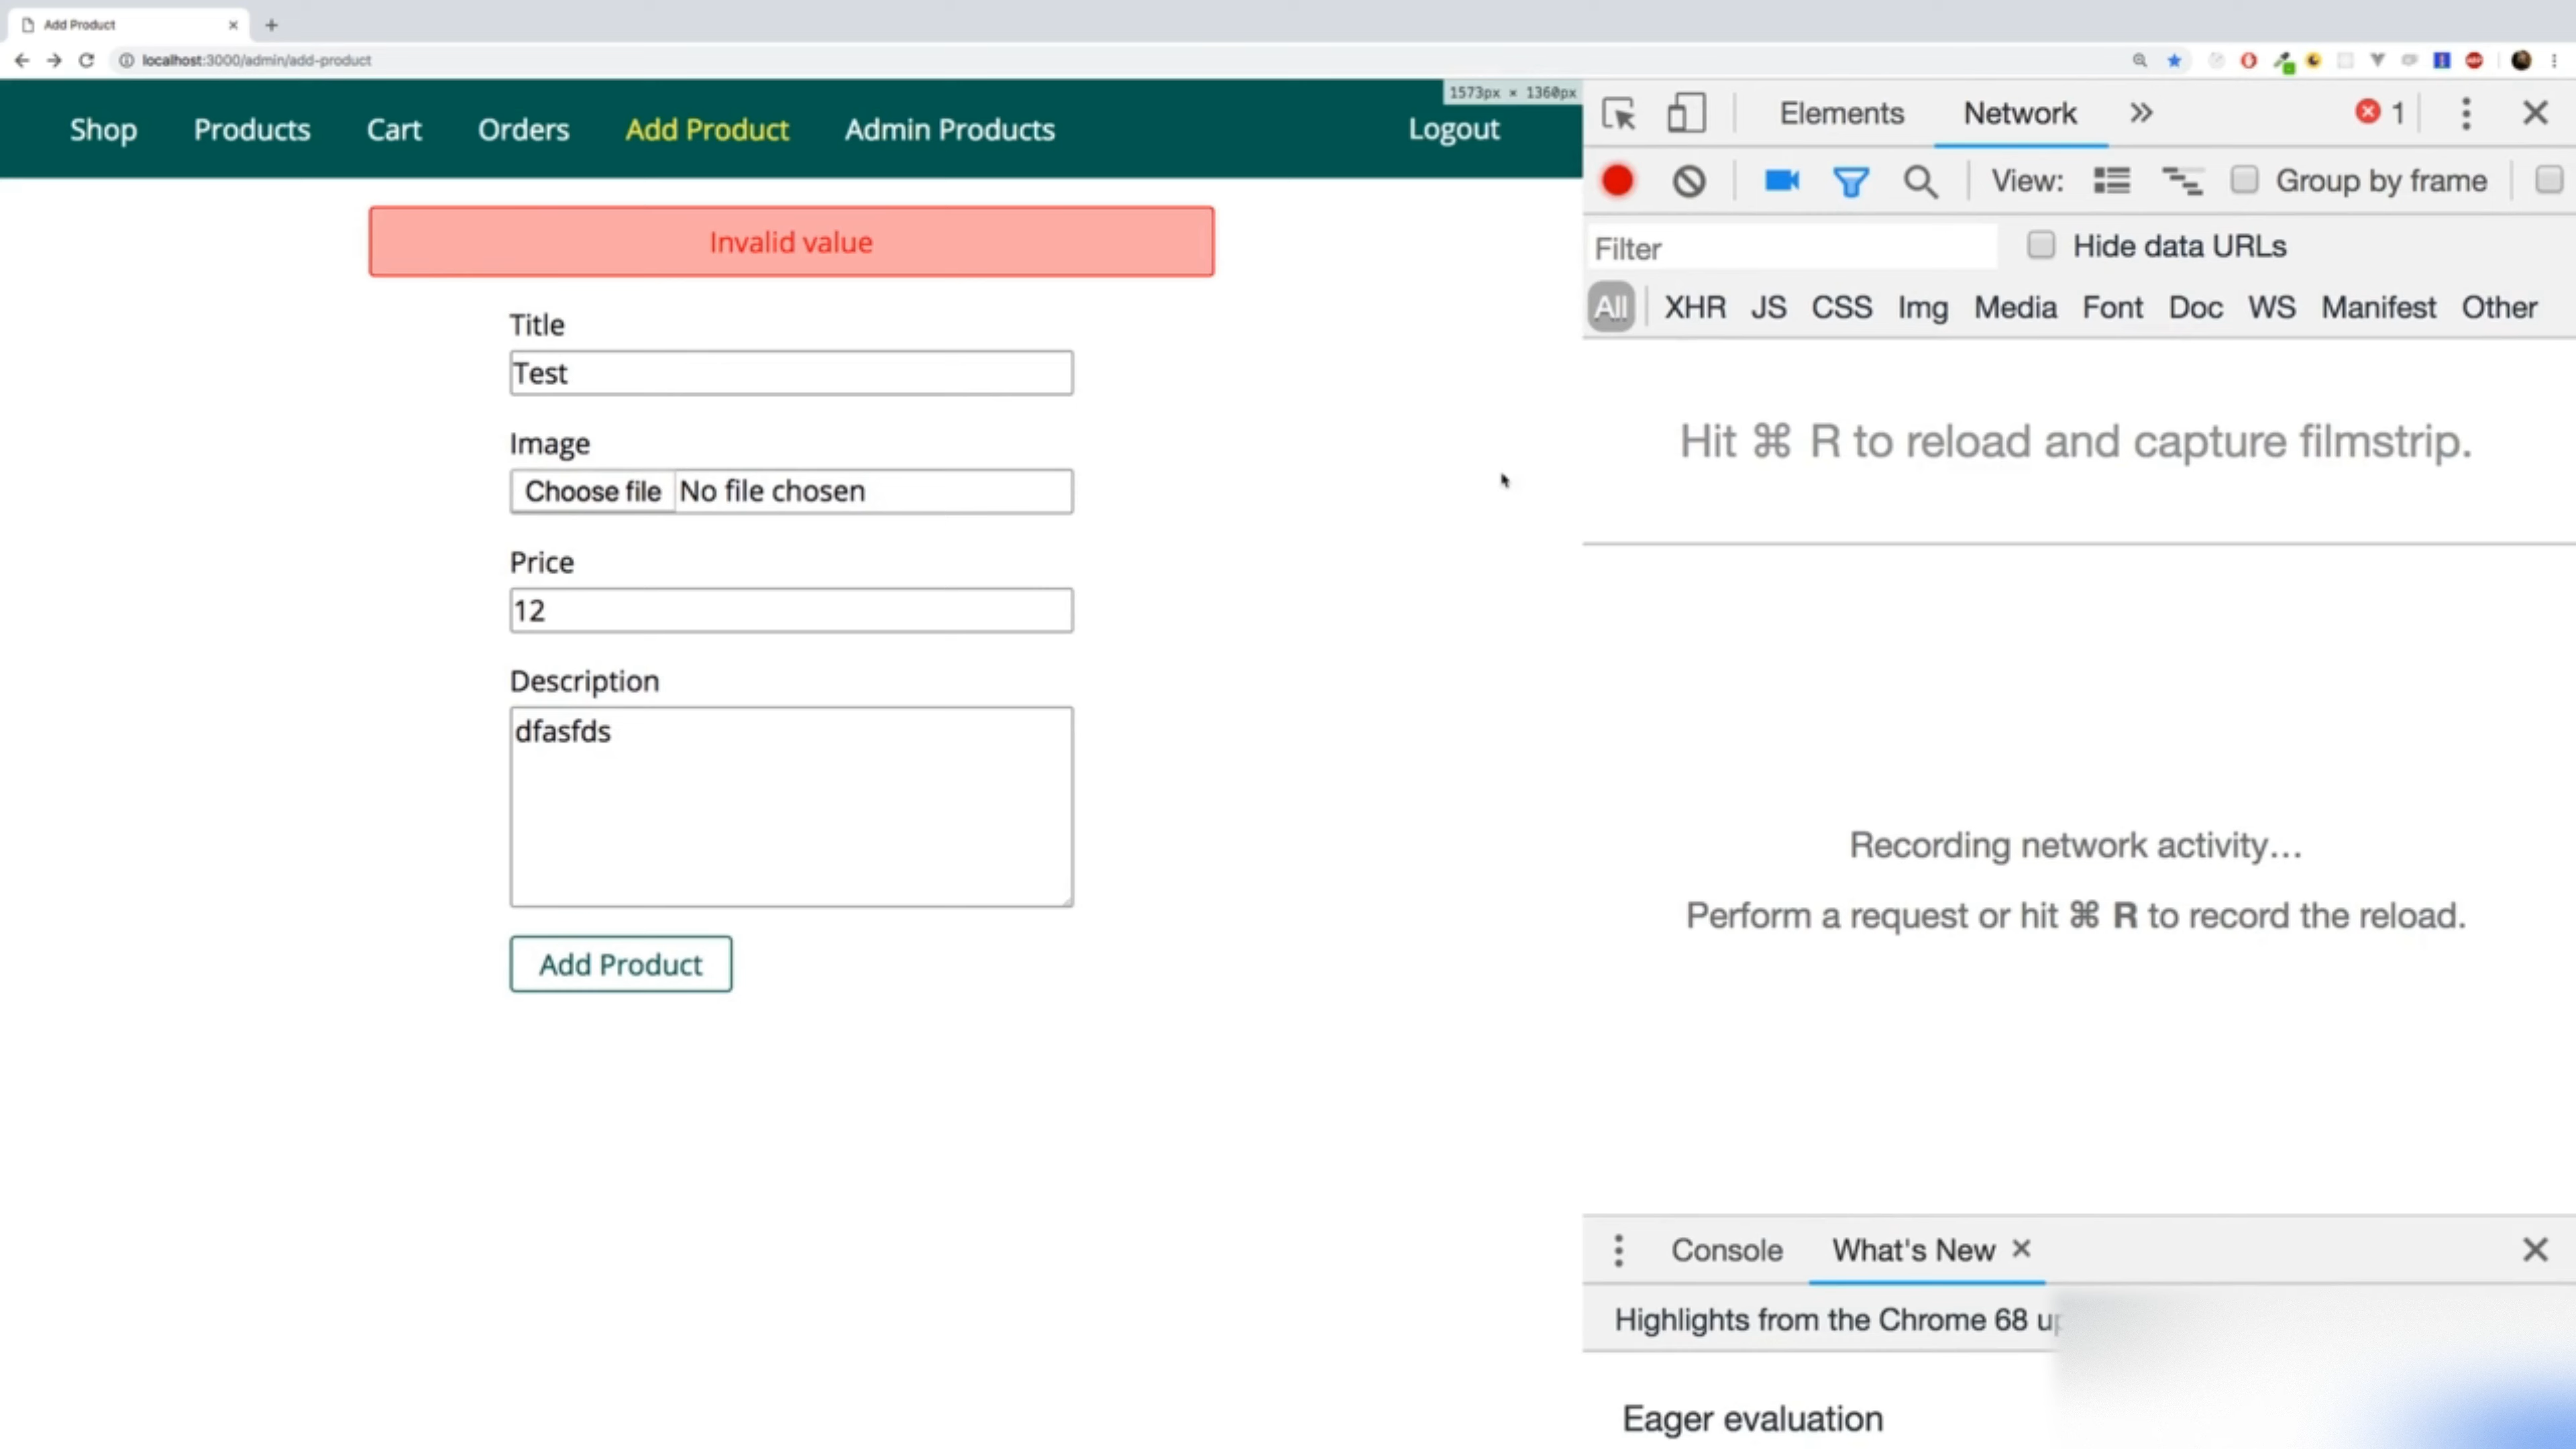 Add Product
localhost:3000/admin/add-product
1573px × 1360px
Shop Products Cart Orders Add Product Admin Products Logout
Invalid value
Title
Test
Image
Choose file No file chosen
Price
12
Description
dfasfds
Add Product
Elements Network 1
View: Group by frame
Filter Hide data URLs
All XHR JS CSS Img Media Font Doc WS Manifest Other
Hit ⌘ R to reload and capture filmstrip.
Recording network activity…
Perform a request or hit ⌘ R to record the reload.
Console What's New
Highlights from the Chrome 68
Eager evaluation